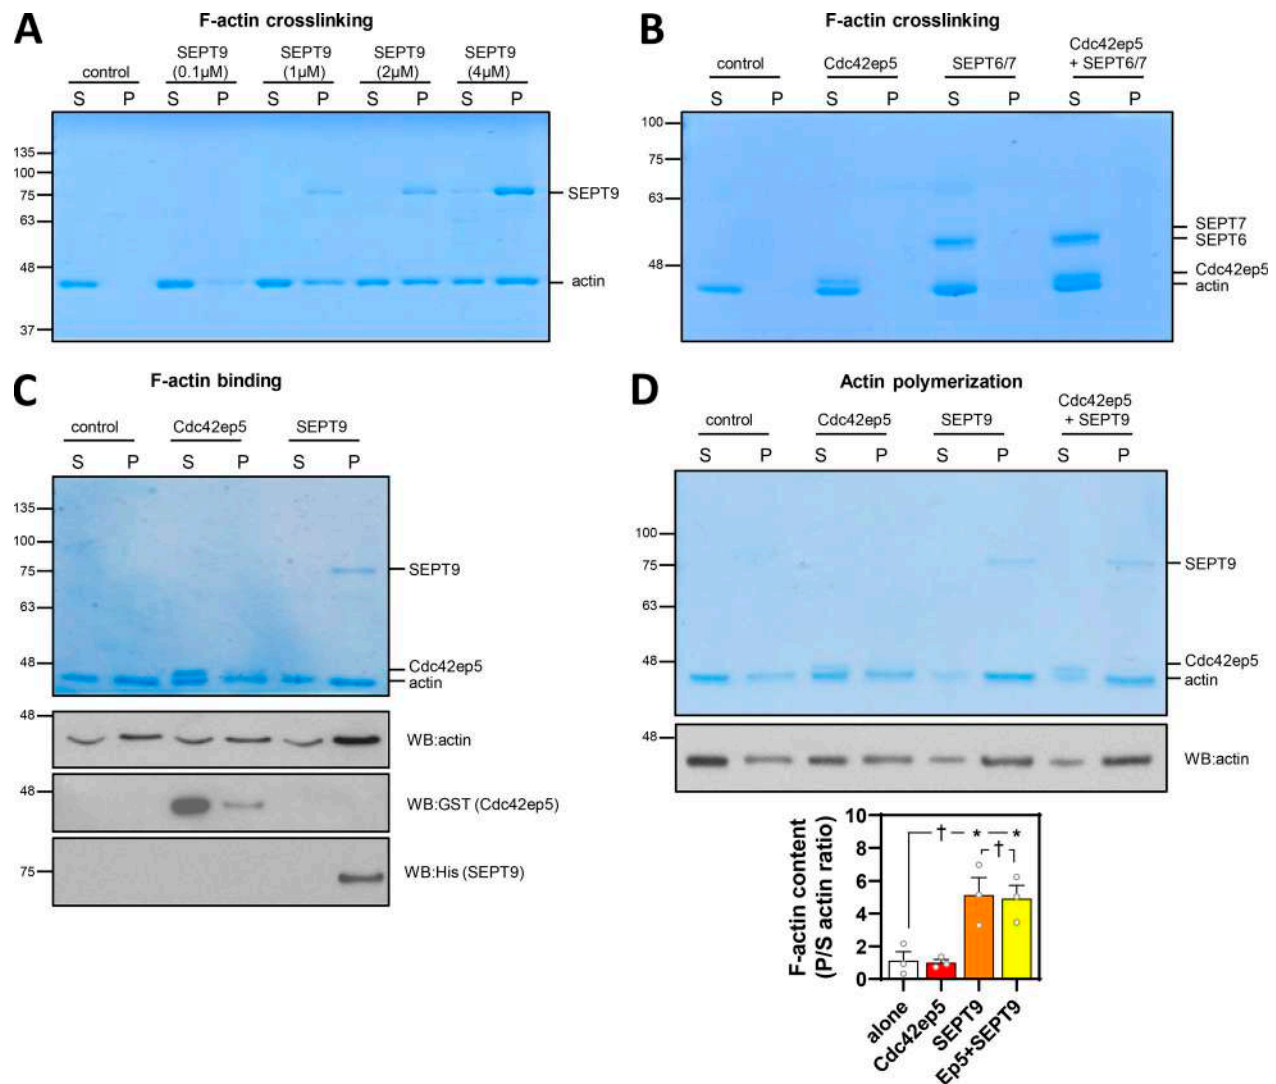 A
F-actin crosslinking
control
SEPT9
(0.1µM)
SEPT9
(1µM)
SEPT9
(2µM)
SEPT9
(4µM)
S P S P S P S P S P
135
100
75
63
48
37
SEPT9
actin
B
F-actin crosslinking
control
Cdc42ep5
SEPT6/7
Cdc42ep5
+ SEPT6/7
S P S P S P S P
100
75
63
48
SEPT7
SEPT6
Cdc42ep5
actin
C
F-actin binding
control
Cdc42ep5
SEPT9
S P S P S P
135
100
75
63
48
SEPT9
Cdc42ep5
actin
48
WB:actin
48
WB:GST (Cdc42ep5)
75
WB:His (SEPT9)
D
Actin polymerization
control
Cdc42ep5
SEPT9
Cdc42ep5
+ SEPT9
S P S P S P S P
100
75
63
48
SEPT9
Cdc42ep5
actin
48
WB:actin
F-actin content
(P/S actin ratio)
10
8
6
4
2
0
† * *
†
alone
Cdc42ep5
SEPT9
Ep5+SEPT9